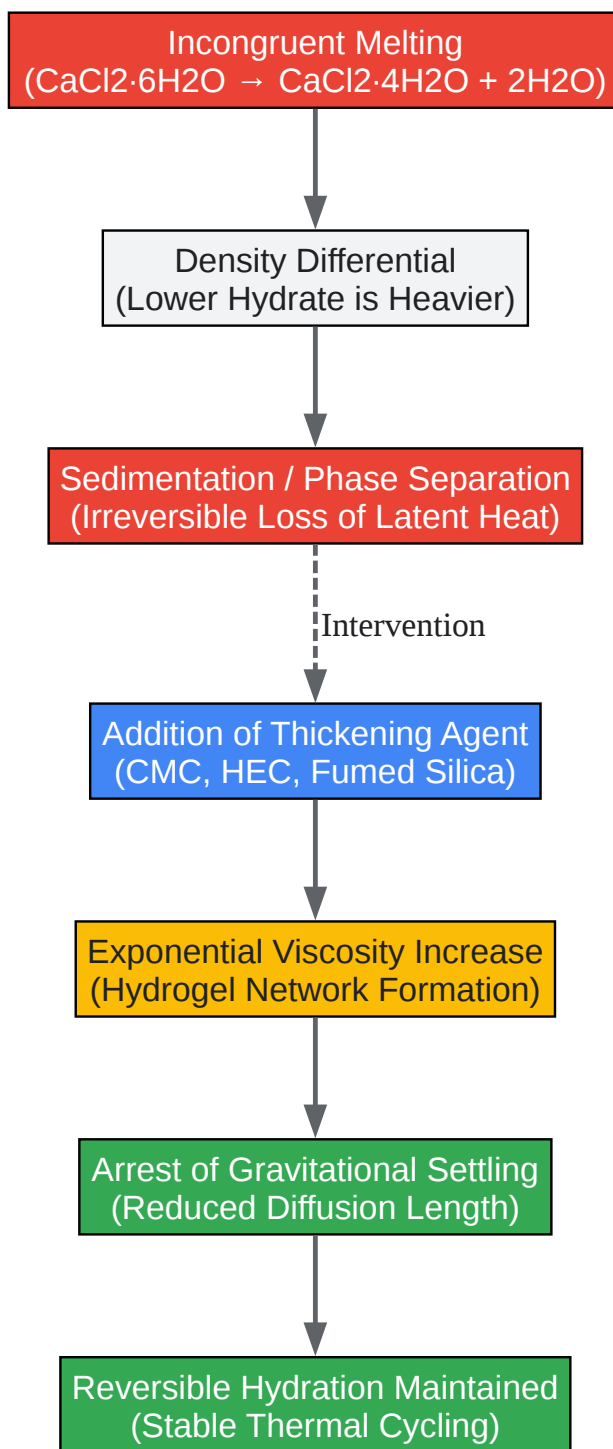 Incongruent Melting
(CaCl2·6H2O → CaCl2·4H2O + 2H2O)
Density Differential
(Lower Hydrate is Heavier)
Sedimentation / Phase Separation
(Irreversible Loss of Latent Heat)
Intervention
Addition of Thickening Agent
(CMC, HEC, Fumed Silica)
Exponential Viscosity Increase
(Hydrogel Network Formation)
Arrest of Gravitational Settling
(Reduced Diffusion Length)
Reversible Hydration Maintained
(Stable Thermal Cycling)